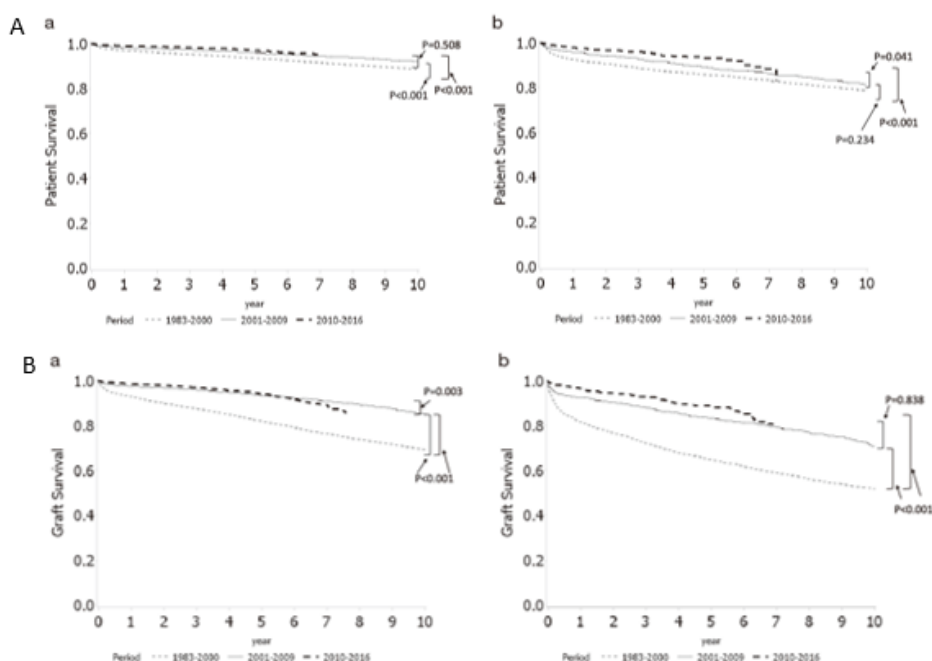 A
a
b
1.0
0.8
0.6
0.4
0.2
0.0
Patient Survival
P=0.508
P<0.001
P<0.001
0 1 2 3 4 5 6 7 8 9 10
year
Period 1983-2000 2001-2009 2010-2016
1.0
0.8
0.6
0.4
0.2
0.0
Patient Survival
P=0.041
P<0.001
P=0.234
0 1 2 3 4 5 6 7 8 9 10
year
Period 1983-2000 2001-2009 2010-2016
B
a
b
1.0
0.8
0.6
0.4
0.2
0.0
Graft Survival
P=0.003
P<0.001
0 1 2 3 4 5 6 7 8 9 10
year
Period 1983-2000 2001-2009 2010-2016
1.0
0.8
0.6
0.4
0.2
0.0
Graft Survival
P=0.838
P<0.001
0 1 2 3 4 5 6 7 8 9 10
year
Period 1983-2000 2001-2009 2010-2016